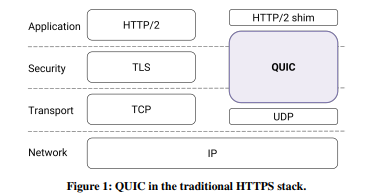 Application HTTP/2 HTTP/2 shim
Security TLS QUIC
Transport TCP UDP
Network IP
Figure 1: QUIC in the traditional HTTPS stack.